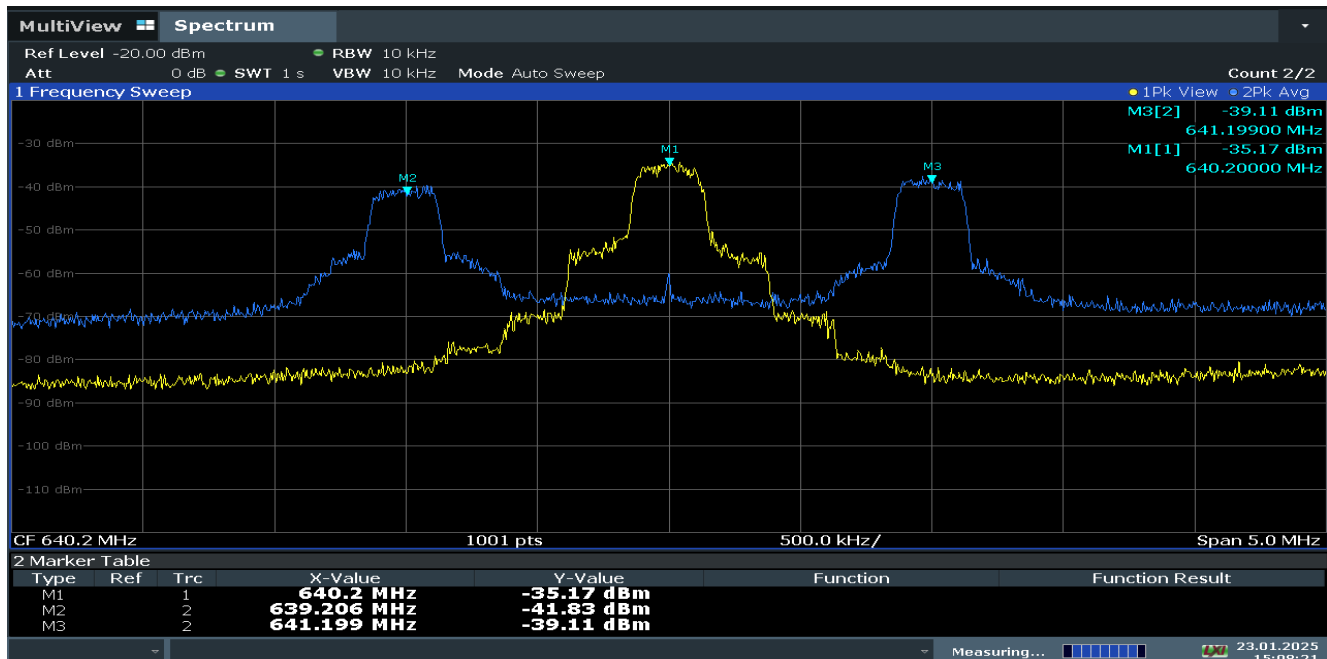 MultiView Spectrum
Ref Level -20.00 dBm RBW 10 kHz
Att 0 dB SWT 1 s VBW 10 kHz Mode Auto Sweep Count 2/2
1 Frequency Sweep 1Pk View 2Pk Avg
M3[2] -39.11 dBm
641.19900 MHz
M1[1] -35.17 dBm
640.20000 MHz
-30 dBm
M1
M3
M2
-40 dBm
-50 dBm
-60 dBm
-70 dBm
-80 dBm
-90 dBm
-100 dBm
-110 dBm
CF 640.2 MHz 1001 pts 500.0 kHz/ Span 5.0 MHz
2 Marker Table
Type Ref Trc X-Value Y-Value Function Function Result
M1 1 640.2 MHz -35.17 dBm
M2 2 639.206 MHz -41.83 dBm
M3 2 641.199 MHz -39.11 dBm
Measuring... LXI 23.01.2025